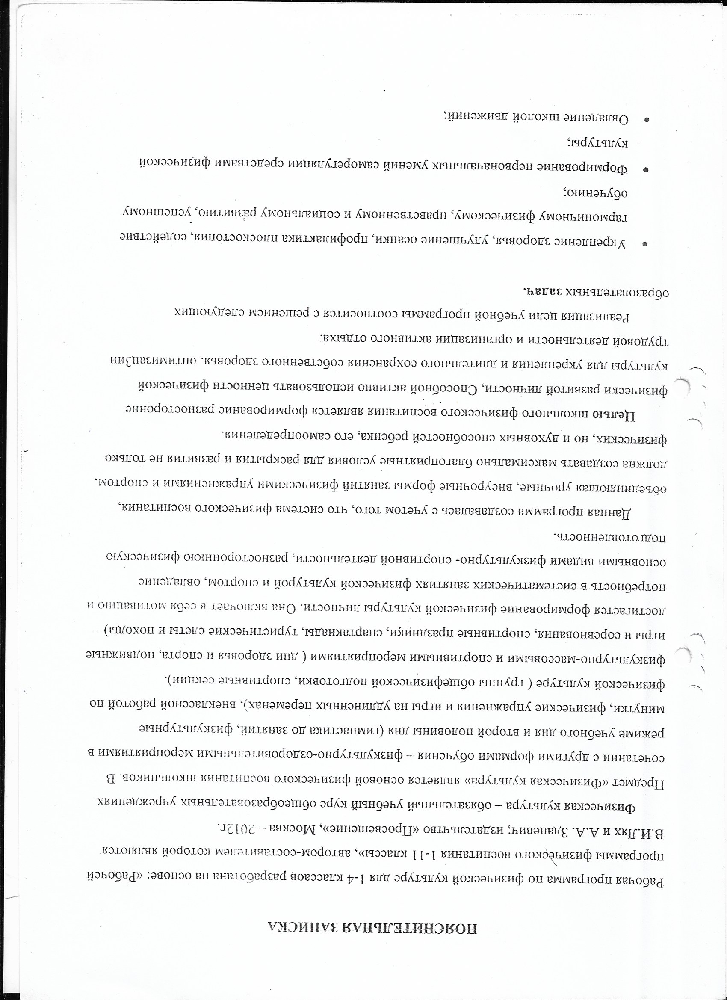 ПОЯСНИТЕЛЬНАЯ ЗАПИСКА
Рабочая программа по физической культуре для 1-4 классаов разработана на основе: «Рабочей
программы физического воспитания 1-11 классы», автором-составителем которой являются
В.И.Лях и А.А. Зданевич; издательтво «Просвещение», Москва – 2012г.
Физическая культура – обязательный учебный курс общеобразовательных учреждениях.
Предмет «Физическая культура» является основой физического воспитания школьников. В
сочетании с другими формами обучения – физкультурно-оздоровительными мероприятиями в
режиме учебного дня и второй половины дня (гимнастика до занятий, физкультурные
минутки, физические упражнения и игры на удлиненных переменах), внеклассной работой по
физической культуре ( группы общефизической подготовки, спортивные секции),
физкультурно-массовыми и спортивными мероприятиями ( дни здоровья и спорта, подвижные
игры и соревнования, спортивные праздники, спартакиады, туристические слеты и походы) –
достигается формирование физической культуры личности. Она включает в себя мотивацию и
потребность в систематических занятиях физической культурой и спортом, овладение
основными видами физкультурно- спортивной деятельности, разностороннюю физическую
подготовленность.
Данная программа создавалась с учетом того, что система физического воспитания,
объединяющая урочные, внеурочные формы занятий физическими упражнениями и спортом,
должна создавать максимально благоприятные условия для раскрытия и развития не только
физических, но и духовных способностей ребенка, его самоопределения.
Целью школьного физического воспитания является формирование разносторонне
физически развитой личности, Способной активно использовать ценности физической
культуры для укрепления и длительного сохранения собственного здоровья. оптимизации
трудовой деятельности и организации активного отдыха.
Реализация цели учебной программы соотносится с решением следующих
образовательных задач.
• Укрепление здоровья, улучшение осанки, профилактика плоскостопия, содействие
гармоничному физическому, нравственному и социальному развитию, успешному
обучению;
• Формирование первоначальных умений саморегуляции средствами физической
культуры;
• Овладение школой движений;